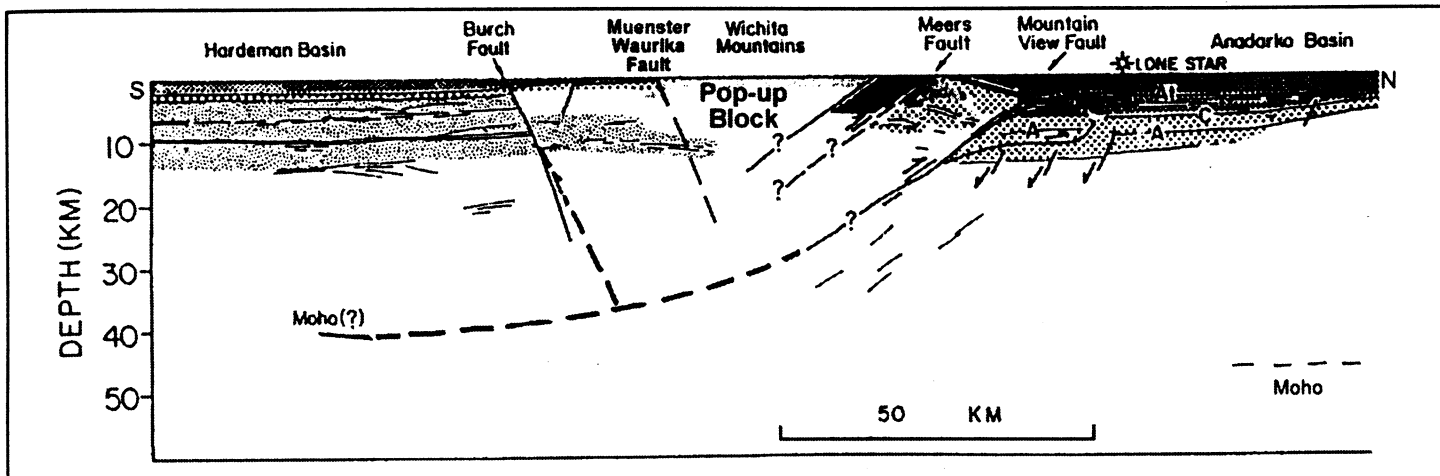 Hardeman Basin
Burch
Fault
Muenster
Waurika
Fault
Wichita
Mountains
Meers
Fault
Mountain
View Fault
LONE STAR
Anadarko Basin
S
N
Pop-up
Block
A
C
A
A
?
?
?
?
?
10
20
30
40
50
DEPTH (KM)
Moho(?)
Moho
50 KM